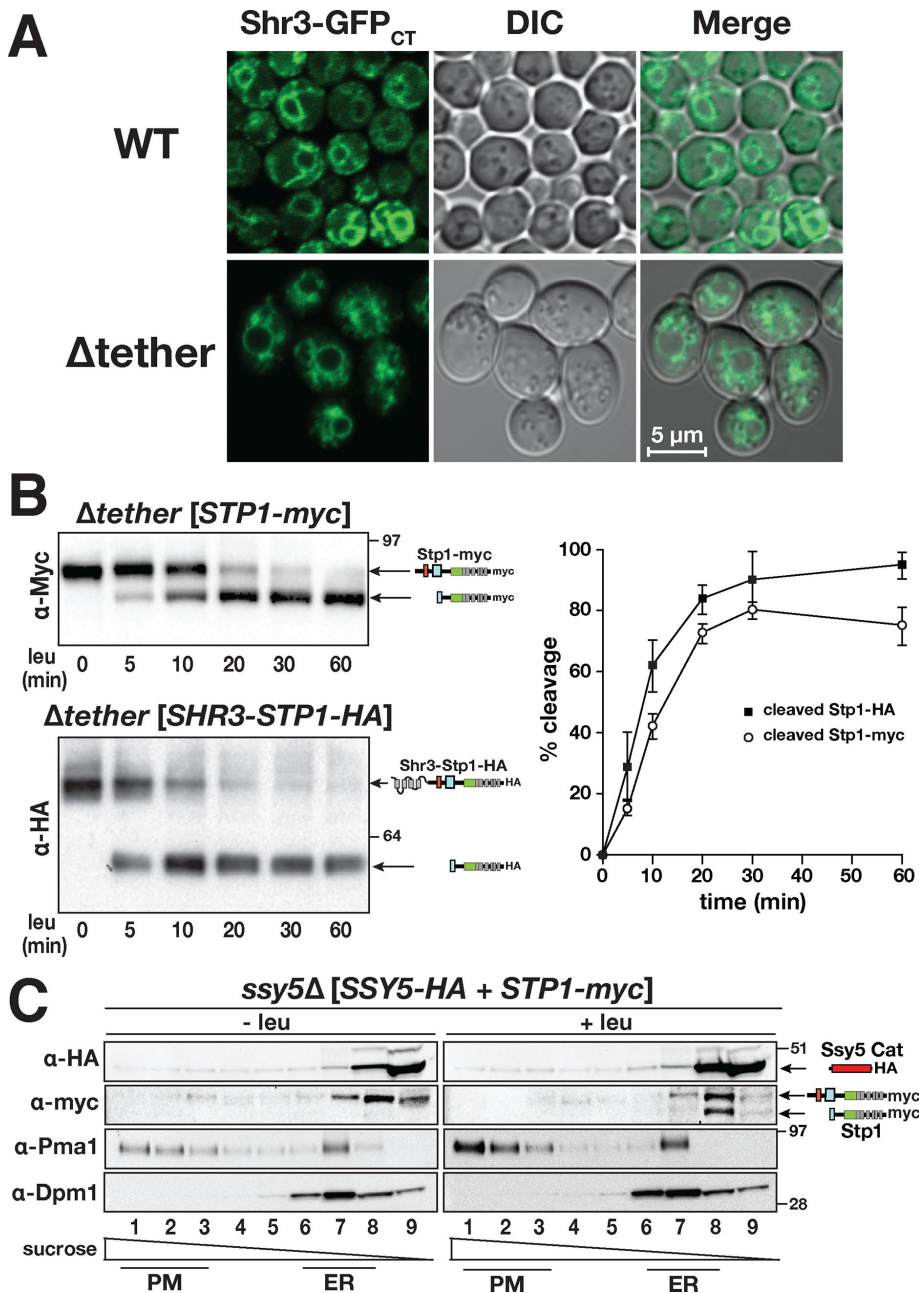 A
Shr3-GFPCT
DIC
Merge
WT
Δtether
5 μm
B
Δtether [STP1-myc]
α-Myc
97
Stp1-myc
myc
myc
leu
(min)
0 5 10 20 30 60
Δtether [SHR3-STP1-HA]
α-HA
Shr3-Stp1-HA
HA
64
HA
leu
(min)
0 5 10 20 30 60
% cleavage
100
80
60
40
20
0
cleaved Stp1-HA
cleaved Stp1-myc
0 10 20 30 40 50 60
time (min)
C
ssy5Δ [SSY5-HA + STP1-myc]
- leu
+ leu
α-HA
51
Ssy5 Cat
HA
α-myc
myc
myc
Stp1
α-Pma1
97
α-Dpm1
28
1 2 3 4 5 6 7 8 9
1 2 3 4 5 6 7 8 9
sucrose
PM
ER
PM
ER